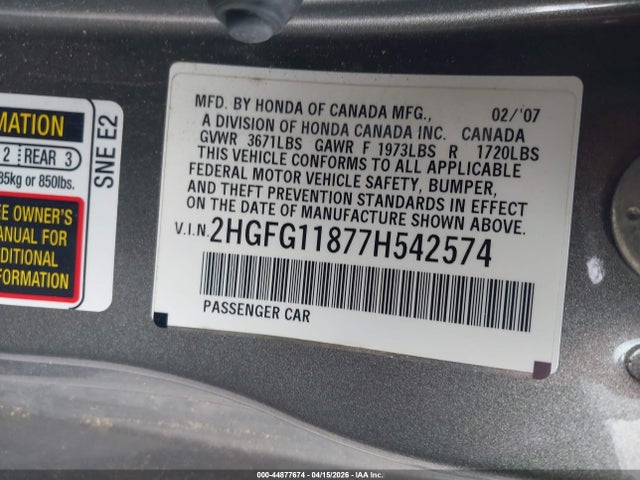 MATION
2 REAR 3
85kg or 850lbs.
EE OWNER'S
ANUAL FOR
DITIONAL
FORMATION
SNE E2
MFD. BY HONDA OF CANADA MFG., 02/'07
A DIVISION OF HONDA CANADA INC. CANADA
GVWR 3671LBS GAWR F 1973LBS R 1720LBS
THIS VEHICLE CONFORMS TO ALL APPLICABLE
FEDERAL MOTOR VEHICLE SAFETY, BUMPER,
AND THEFT PREVENTION STANDARDS IN EFFECT
ON THE DATE OF MANUFACTURE SHOWN ABOVE.
V.I.N. 2HGFG11877H542574
PASSENGER CAR
000-44877674 - 04/15/2026 - IAA Inc.